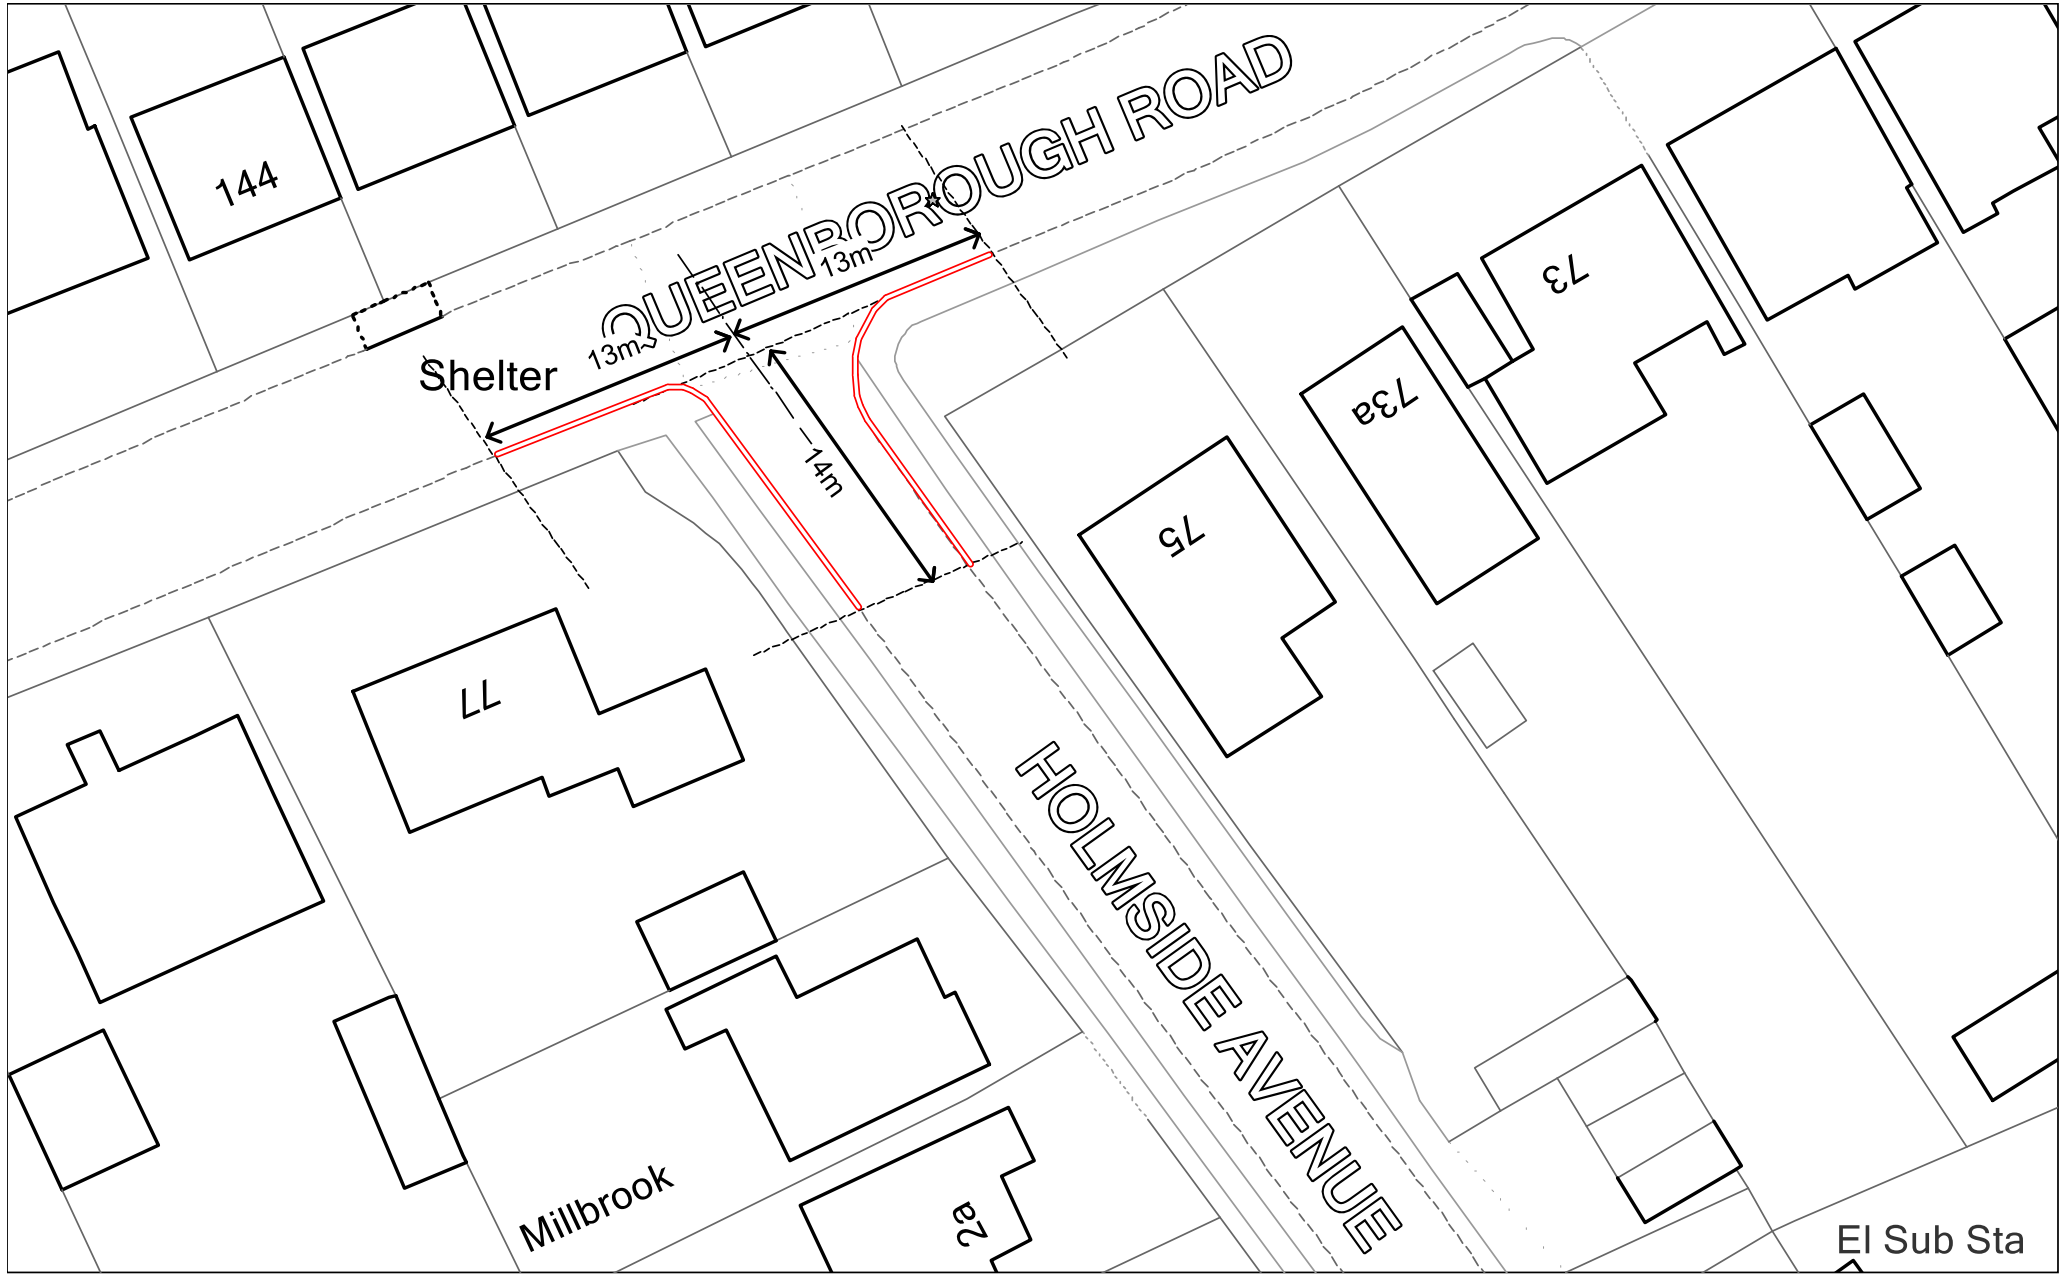 144
QUEENBOROUGH ROAD
13m
13m
Shelter
14m
73
73a
75
77
HOLMSIDE AVENUE
Millbrook
2a
El Sub Sta